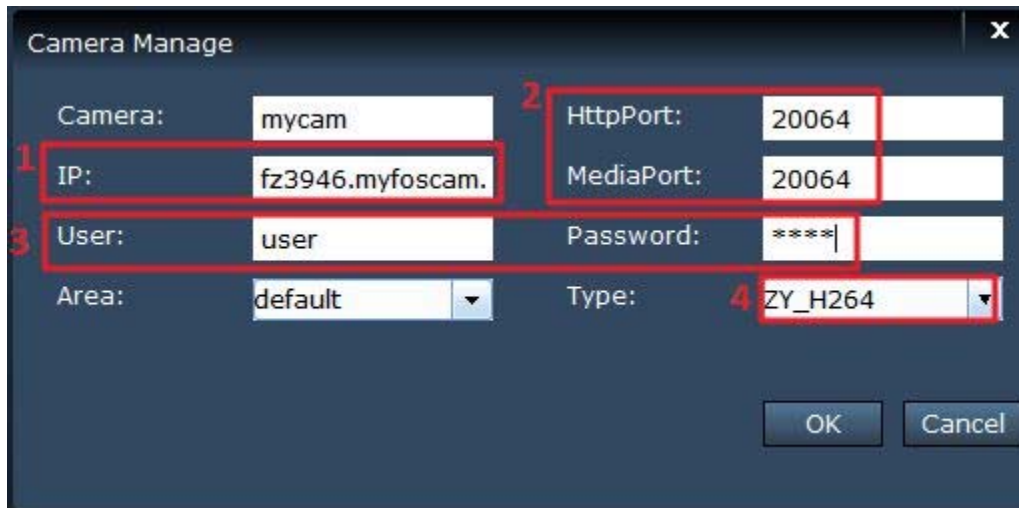 Camera Manage x
Camera: mycam 2 HttpPort: 20064
1 IP: fz3946.myfoscam. MediaPort: 20064
3 User: user Password: ****
Area: default Type: 4 ZY_H264
OK Cancel